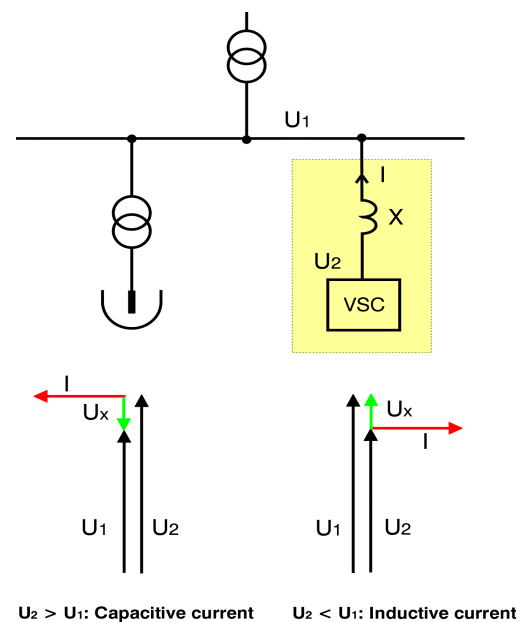 U1
I
X
U2
VSC
I
Ux
U1 U2
Ux
I
U1 U2
U2 > U1: Capacitive current
U2 < U1: Inductive current